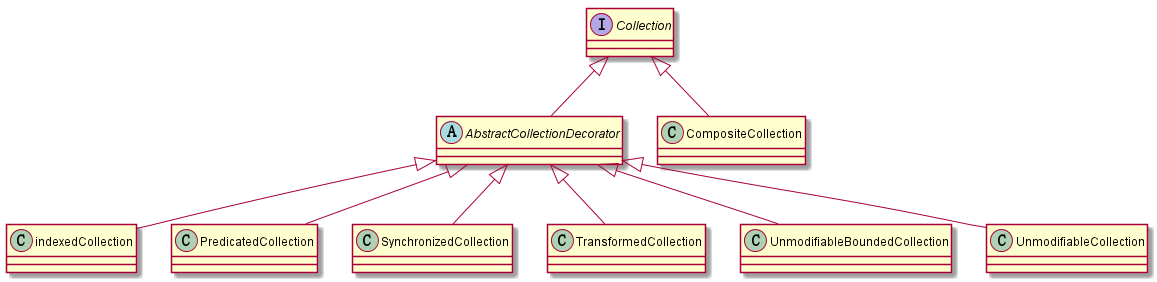 I Collection
A AbstractCollectionDecorator
C CompositeCollection
C indexedCollection
C PredicatedCollection
C SynchronizedCollection
C TransformedCollection
C UnmodifiableBoundedCollection
C UnmodifiableCollection